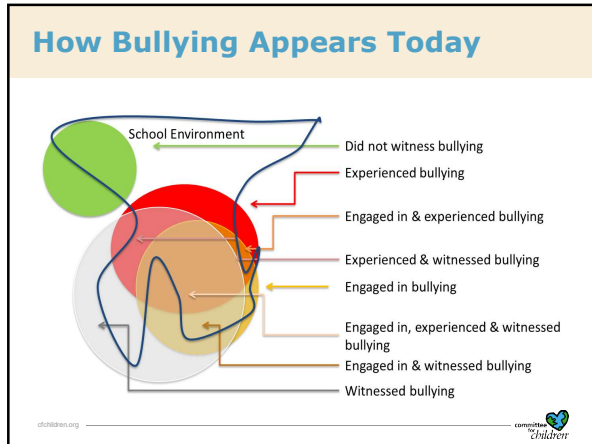 How Bullying Appears Today
School Environment
Did not witness bullying
Experienced bullying
Engaged in & experienced bullying
Experienced & witnessed bullying
Engaged in bullying
Engaged in, experienced & witnessed
bullying
Engaged in & witnessed bullying
Witnessed bullying
cfchildren.org
committee
for
children